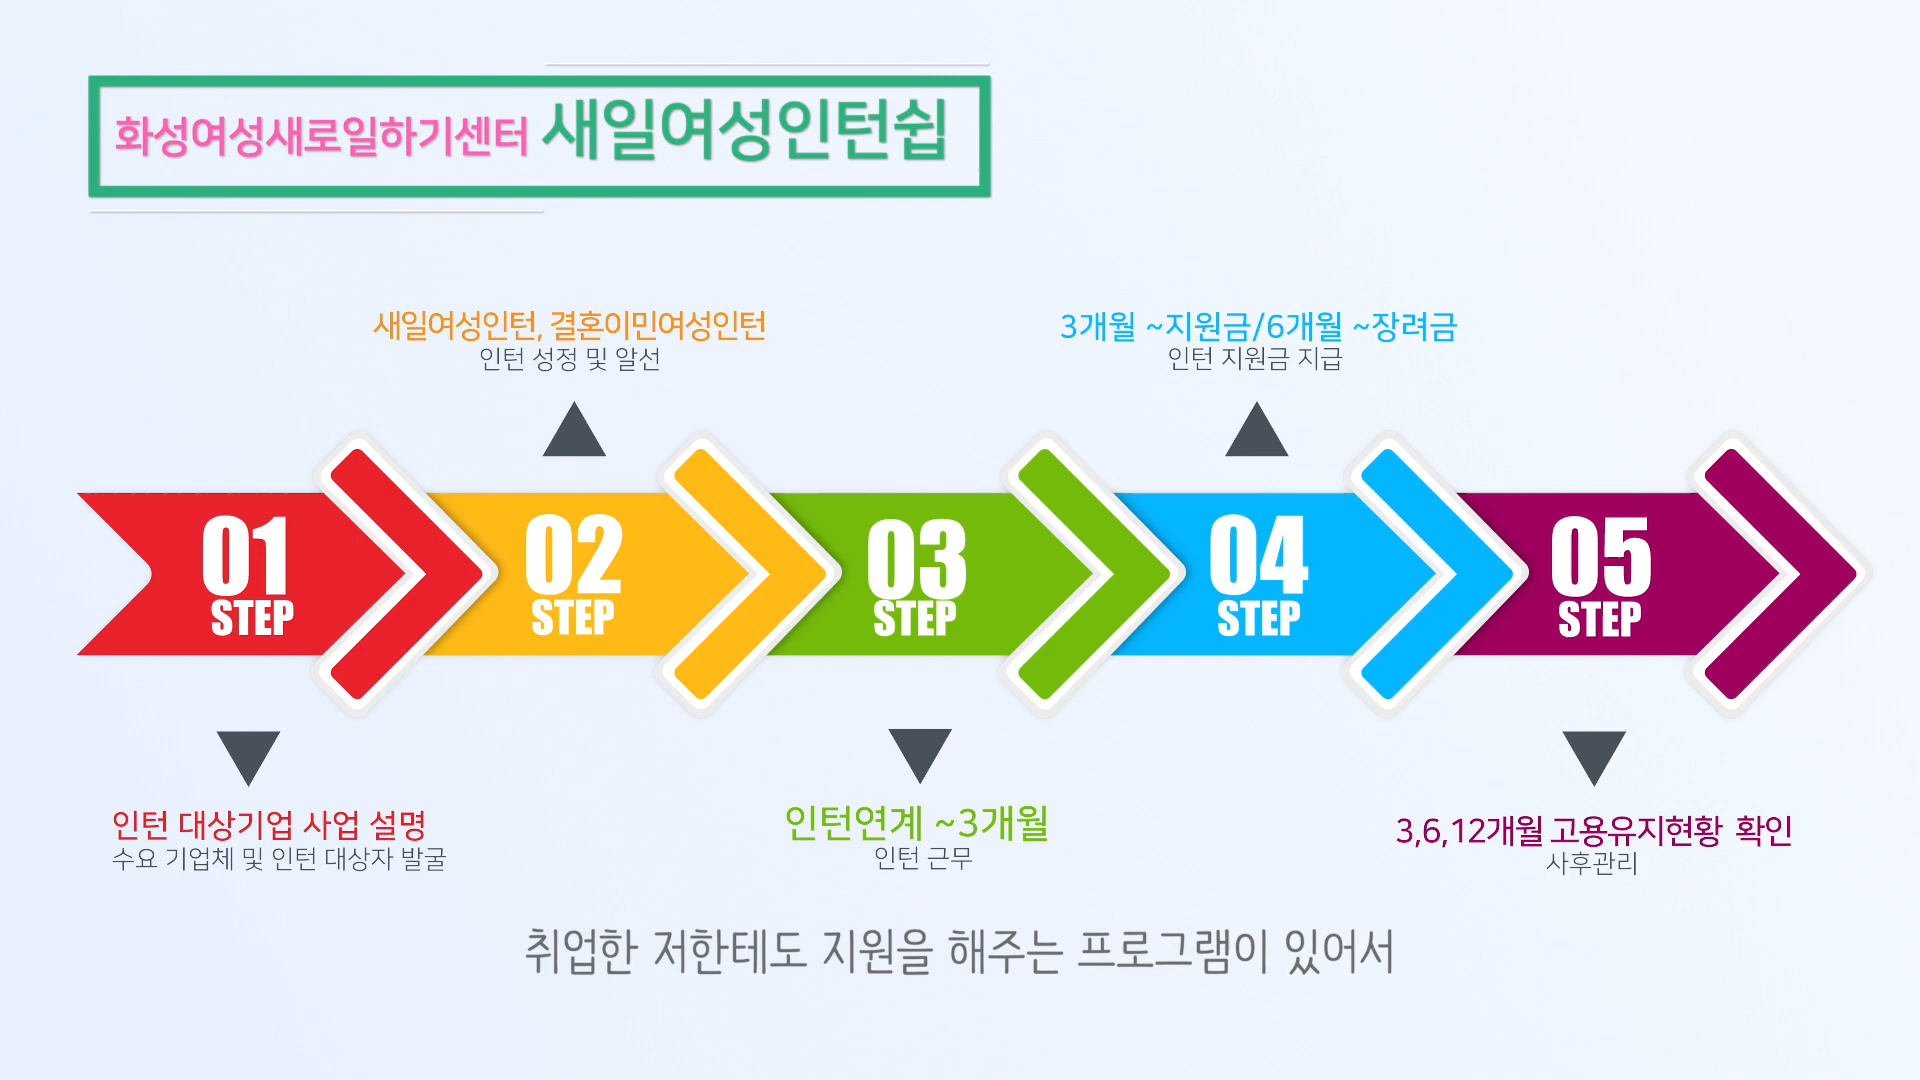 화성여성새로일하기센터 새일여성인턴쉽
새일여성인턴, 결혼이민여성인턴
인턴 성정 및 알선
3개월 ~지원금/6개월 ~장려금
인턴 지원금 지급
01
STEP
02
STEP
03
STEP
04
STEP
05
STEP
인턴 대상기업 사업 설명
수요 기업체 및 인턴 대상자 발굴
인턴연계 ~3개월
인턴 근무
3,6,12개월 고용유지현황 확인
사후관리
취업한 저한테도 지원을 해주는 프로그램이 있어서